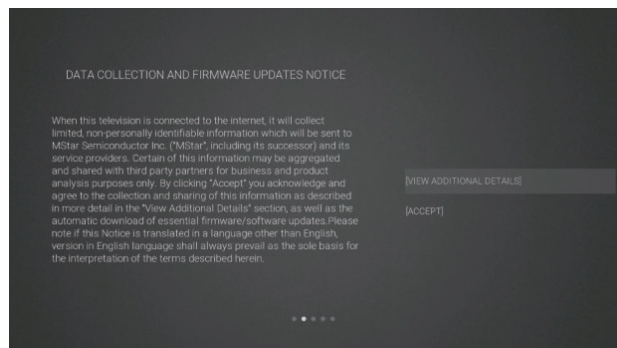 DATA COLLECTION AND FIRMWARE UPDATES NOTICE
When this television is connected to the internet, it will collect
limited, non-personally identifiable information which will be sent to
MStar Semiconductor Inc. ("MStar", including its successor) and its
service providers. Certain of this information may be aggregated
and shared with third party partners for business and product
analysis purposes only. By clicking "Accept" you acknowledge and
agree to the collection and sharing of this information as described
in more detail in the "View Additional Details" section, as well as the
automatic download of essential firmware/software updates.Please
note if this Notice is translated in a language other than English,
version in English language shall always prevail as the sole basis for
the interpretation of the terms described herein.
[VIEW ADDITIONAL DETAILS]
[ACCEPT]